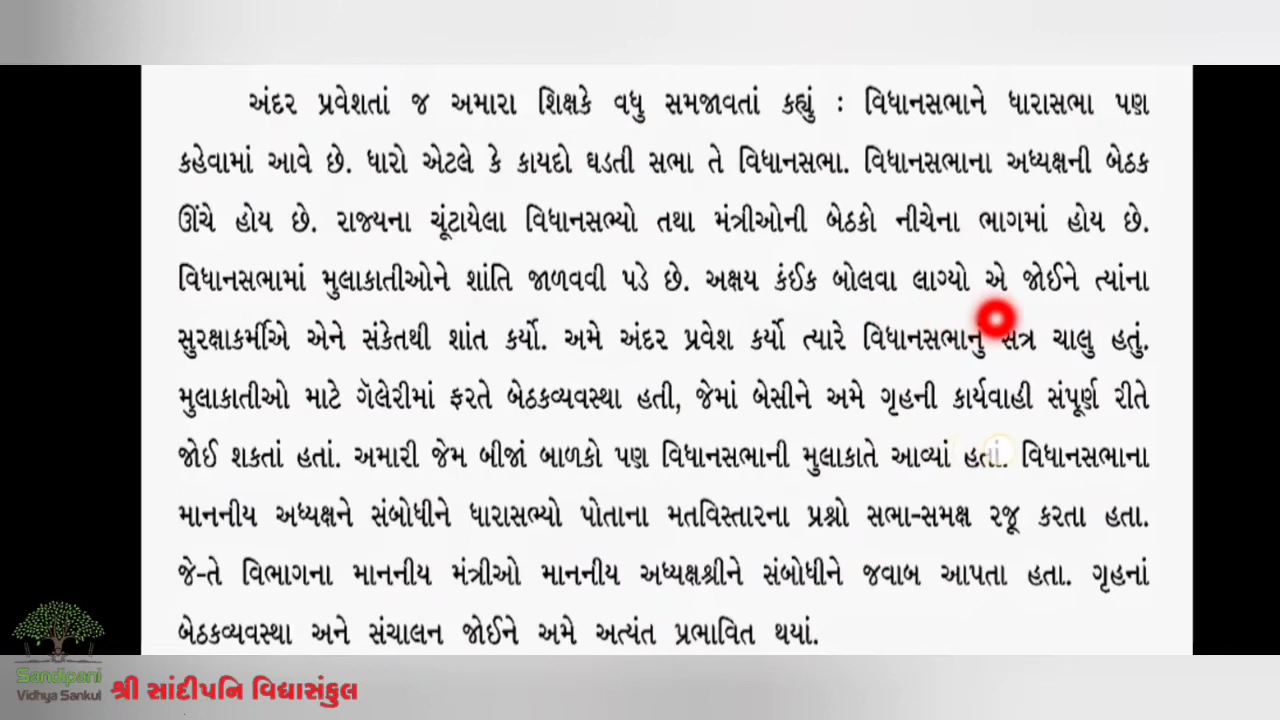 અંદર પ્રવેશતાં જ અમારા શિક્ષકે વધુ સમજાવતાં કહ્યું : વિધાનસભાને ધારાસભા પણ
કહેવામાં આવે છે. ધારો એટલે કે કાયદો ઘડતી સભા તે વિધાનસભા. વિધાનસભાના અધ્યક્ષની બેઠક
ઊંચે હોય છે. રાજ્યના ચૂંટાયેલા વિધાનસભ્યો તથા મંત્રીઓની બેઠકો નીચેના ભાગમાં હોય છે.
વિધાનસભામાં મુલાકાતીઓને શાંતિ જાળવવી પડે છે. અક્ષય કંઈક બોલવા લાગ્યો એ જોઈને ત્યાંના
સુરક્ષાકર્મીએ એને સંકેતથી શાંત કર્યો. અમે અંદર પ્રવેશ કર્યો ત્યારે વિધાનસભાનું સત્ર ચાલુ હતું.
મુલાકાતીઓ માટે ગૅલેરીમાં ફરતે બેઠકવ્યવસ્થા હતી, જેમાં બેસીને અમે ગૃહની કાર્યવાહી સંપૂર્ણ રીતે
જોઈ શકતાં હતાં. અમારી જેમ બીજાં બાળકો પણ વિધાનસભાની મુલાકાતે આવ્યાં હતાં. વિધાનસભાના
માનનીય અધ્યક્ષને સંબોધીને ધારાસભ્યો પોતાના મતવિસ્તારના પ્રશ્નો સભા-સમક્ષ રજૂ કરતા હતા.
જે-તે વિભાગના માનનીય મંત્રીઓ માનનીય અધ્યક્ષશ્રીને સંબોધીને જવાબ આપતા હતા. ગૃહનાં
બેઠકવ્યવસ્થા અને સંચાલન જોઈને અમે અત્યંત પ્રભાવિત થયાં.
Sandipani
Vidhya Sankul
શ્રી સાંદીપનિ વિદ્યાસંકુલ